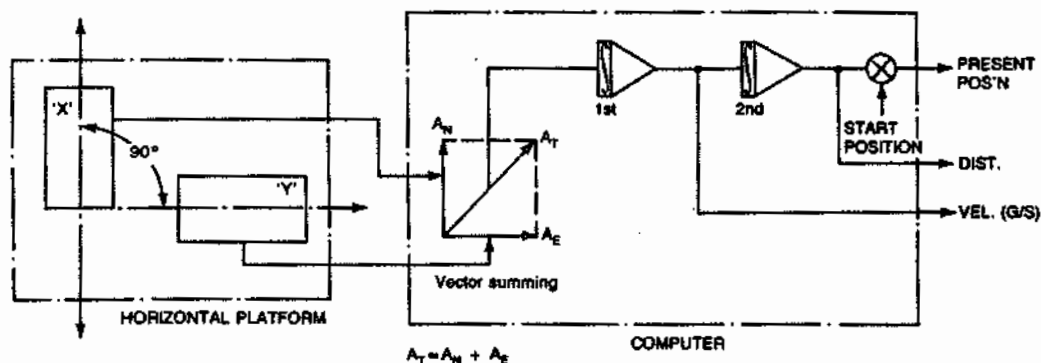 'X'
90°
'Y'
HORIZONTAL PLATFORM
A_N
A_T
A_E
Vector summing
A_T = A_N + A_E
1st
2nd
START
POSITION
PRESENT
POS'N
DIST.
VEL. (G/S)
COMPUTER